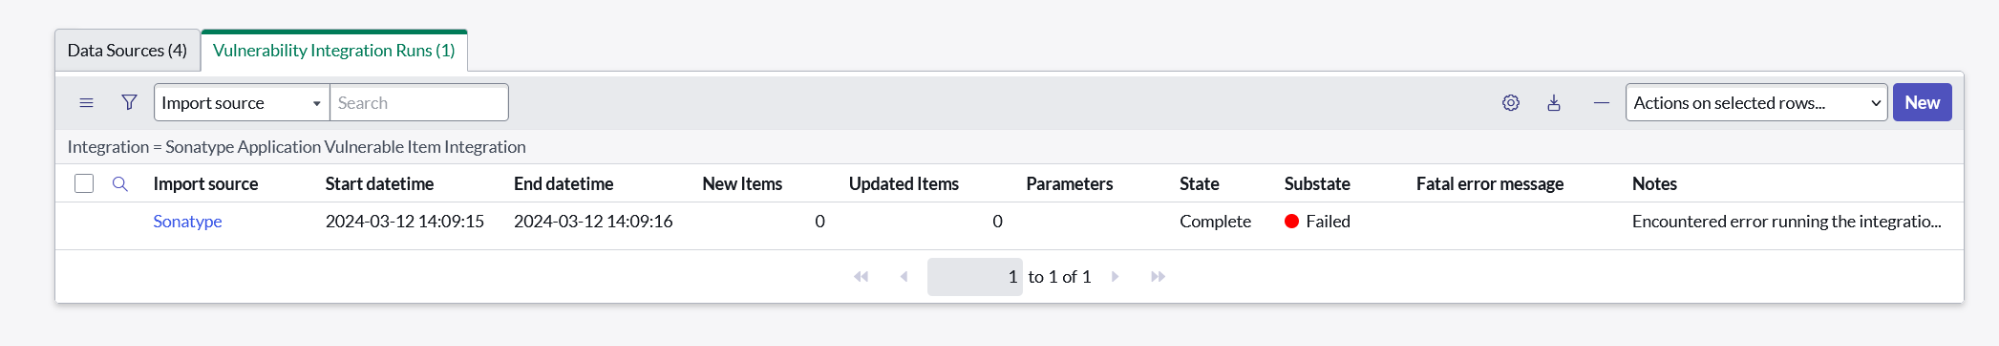 Data Sources (4) Vulnerability Integration Runs (1)
Import source Search Actions on selected rows... New
Integration = Sonatype Application Vulnerable Item Integration
Import source Start datetime End datetime New Items Updated Items Parameters State Substate Fatal error message Notes
Sonatype 2024-03-12 14:09:15 2024-03-12 14:09:16 0 0 Complete Failed Encountered error running the integratio...
1 to 1 of 1